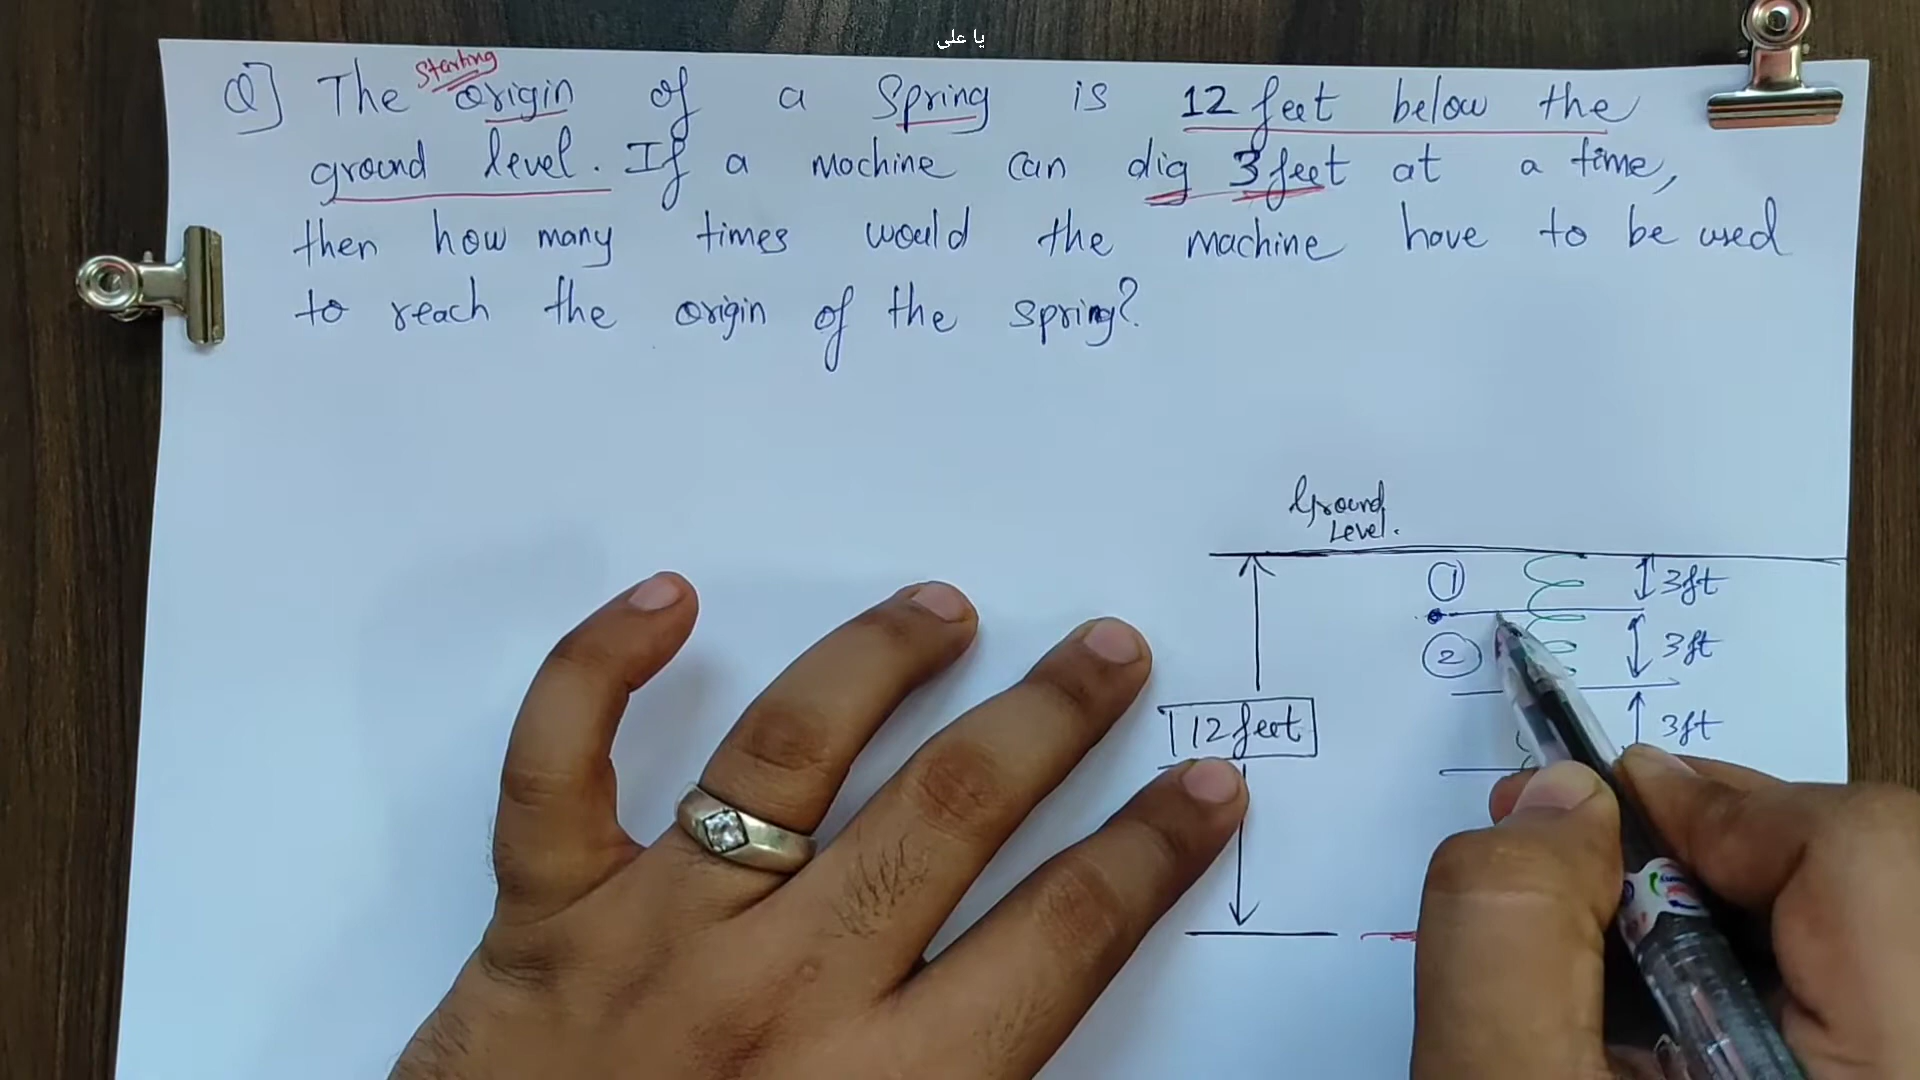 يا علی
Starting
Q] The origin of a Spring is 12 feet below the
ground level. If a machine can dig 3 feet at a time,
then how many times would the machine have to be used
to reach the origin of the spring?
Ground
Level.
1
3ft
2
3ft
3ft
12 feet